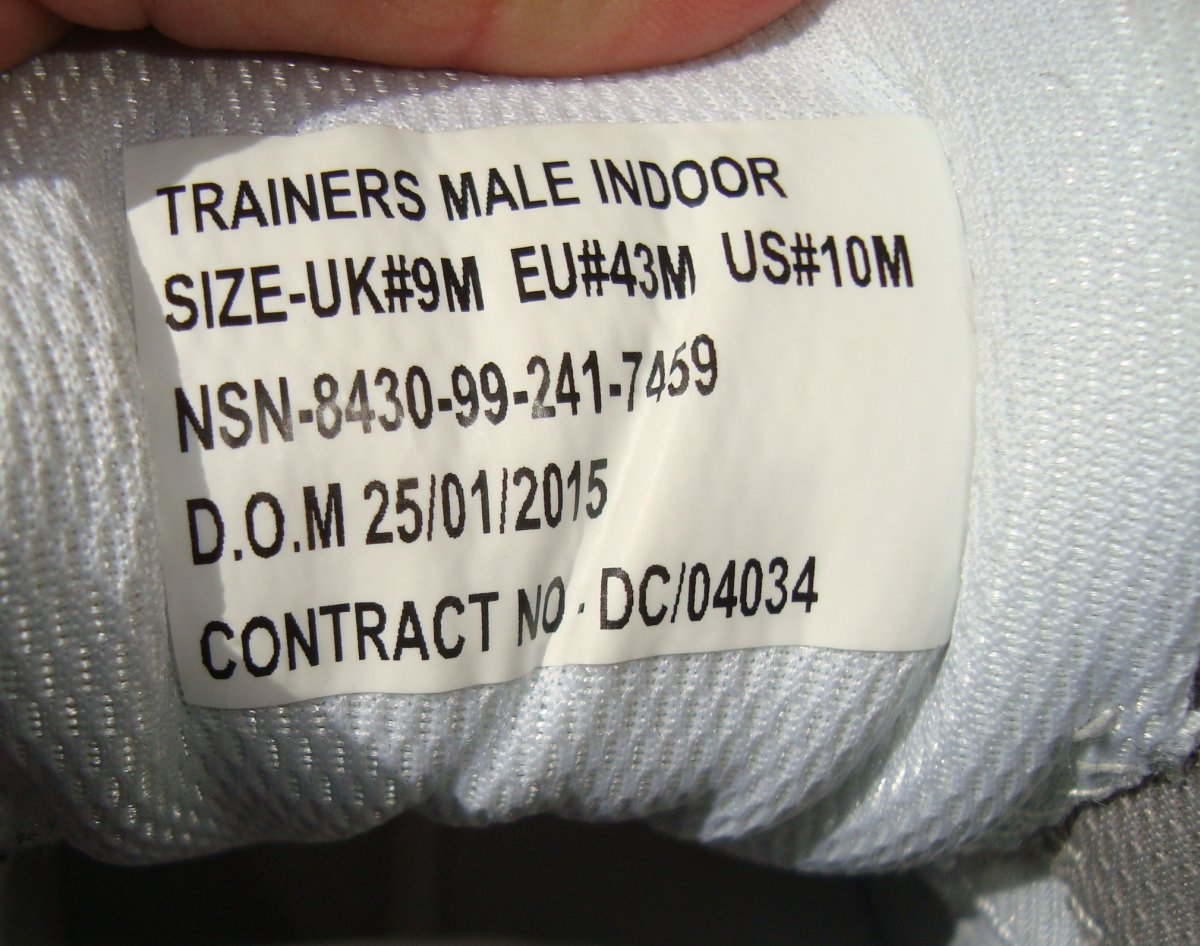 TRAINERS MALE INDOOR
SIZE-UK#9M EU#43M US#10M
NSN-8430-99-241-7459
D.O.M 25/01/2015
CONTRACT NO - DC/04034